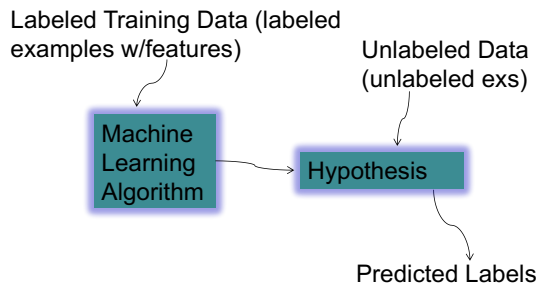 Labeled Training Data (labeled
examples w/features)
Unlabeled Data
(unlabeled exs)
Machine
Learning
Algorithm
Hypothesis
Predicted Labels